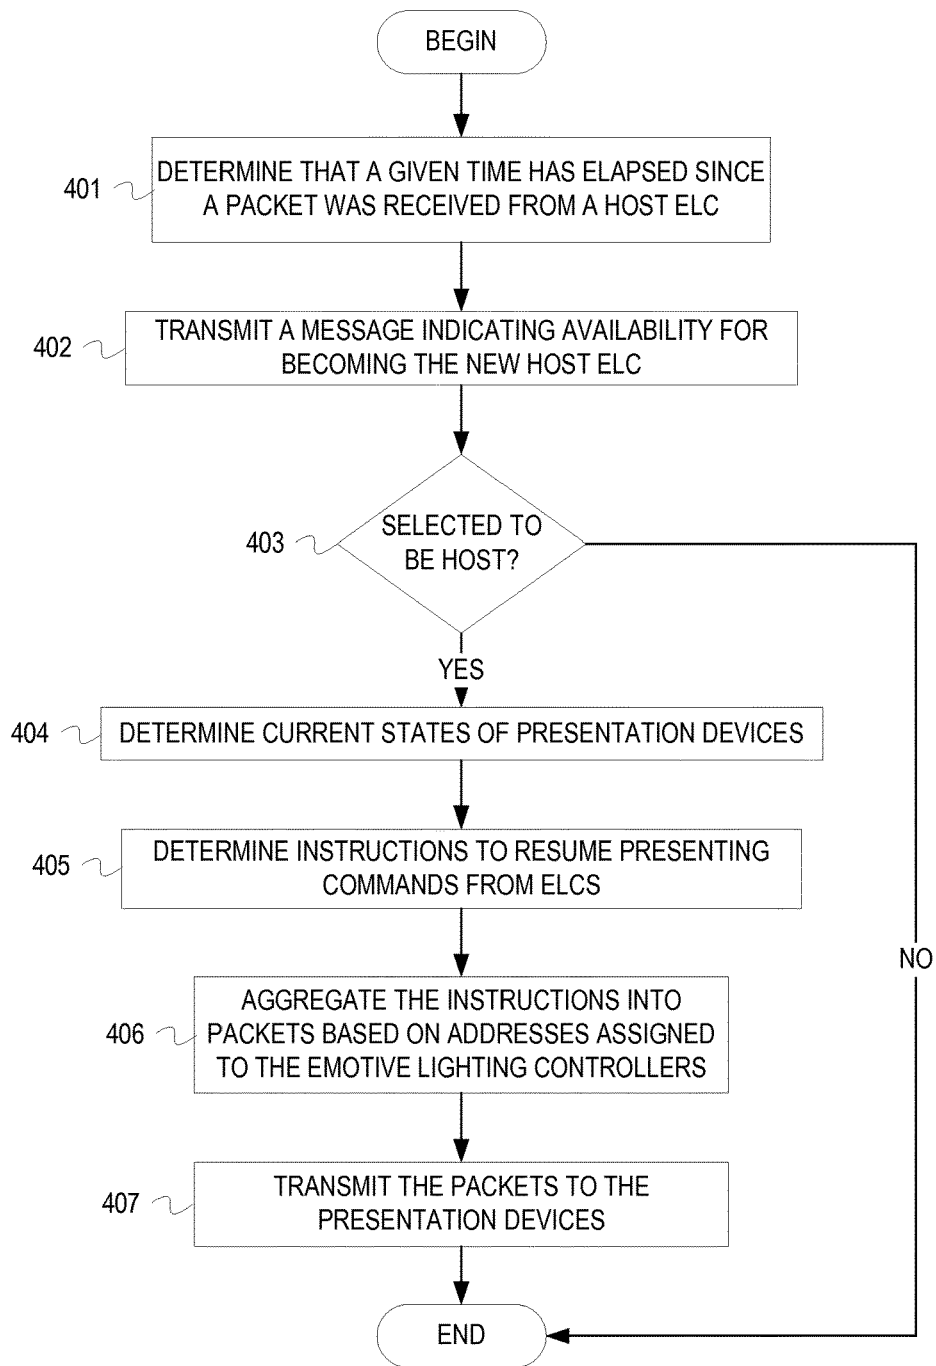 BEGIN
401
DETERMINE THAT A GIVEN TIME HAS ELAPSED SINCE
A PACKET WAS RECEIVED FROM A HOST ELC
402
TRANSMIT A MESSAGE INDICATING AVAILABILITY FOR
BECOMING THE NEW HOST ELC
403
SELECTED TO
BE HOST?
YES
404
DETERMINE CURRENT STATES OF PRESENTATION DEVICES
405
DETERMINE INSTRUCTIONS TO RESUME PRESENTING
COMMANDS FROM ELCS
NO
406
AGGREGATE THE INSTRUCTIONS INTO
PACKETS BASED ON ADDRESSES ASSIGNED
TO THE EMOTIVE LIGHTING CONTROLLERS
407
TRANSMIT THE PACKETS TO THE
PRESENTATION DEVICES
END